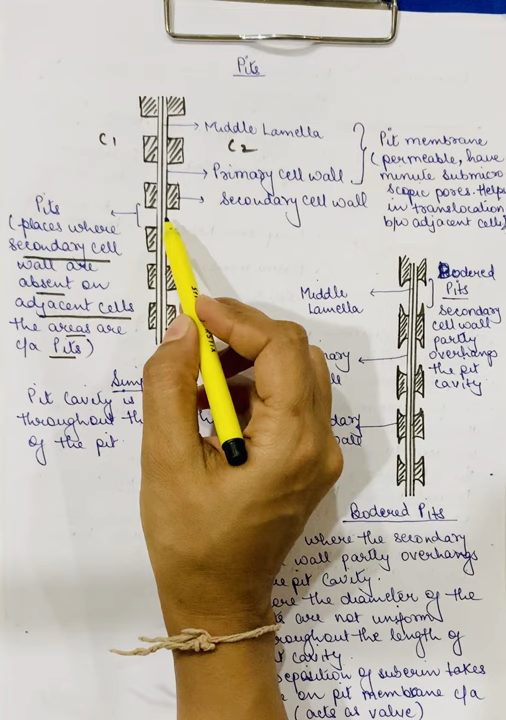 Pits
C1
C2
Middle Lamella
Primary cell wall
Secondary cell wall
Pit membrane
(permeable, have
minute submicro
scopic pores. Helps
in translocation
b/w adjacent cells)
Pits
(places where
secondary cell
wall are
absent on
adjacent cells
the areas are
c/a Pits)
Pit cavity is
throughout th
of the pit
Bodered
Pits
Secondary
cell wall
partly
overhangs
the pit
cavity
Middle
Lamella
Bodered Pits
where the secondary
wall partly overhangs
pit cavity.
the diameter of the
are not uniform
throughout the length of
cavity.
suberin takes
on pit membrane c/a
(acts as valve)